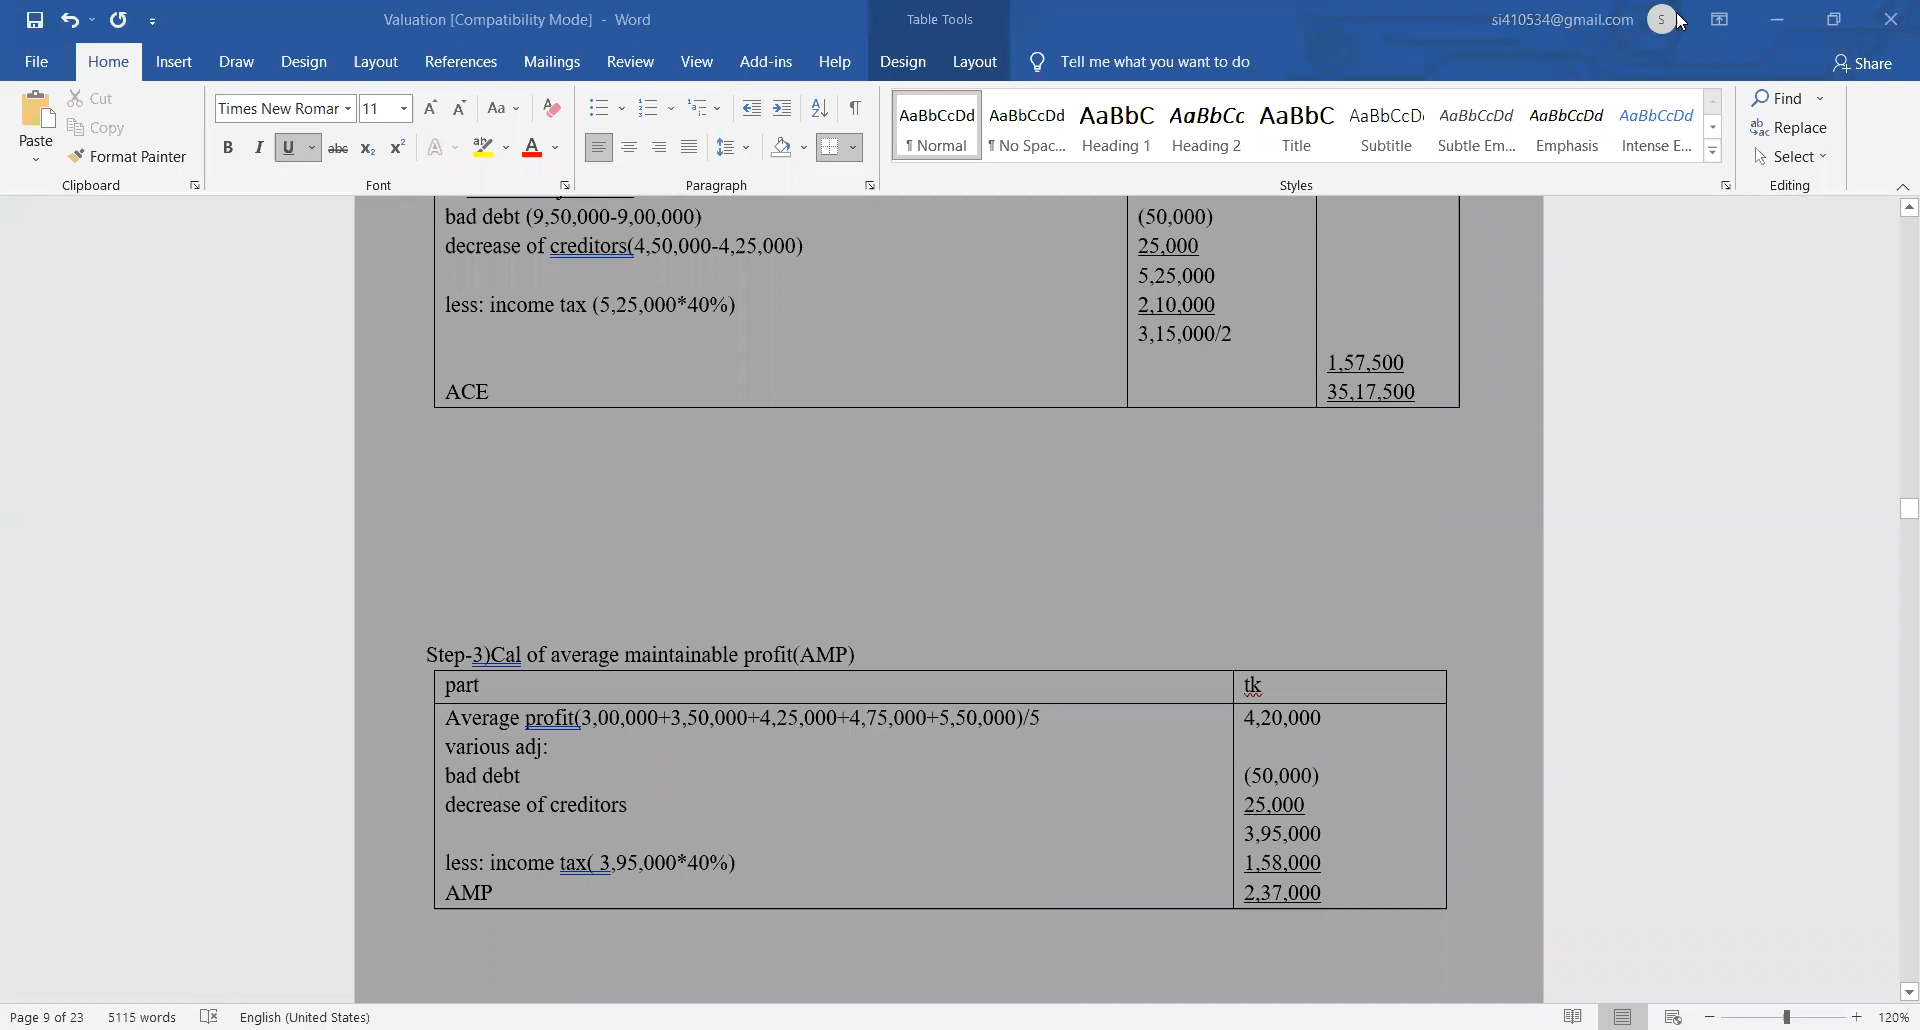 Valuation [Compatibility Mode] - Word
Table Tools
si410534@gmail.com
S
File Home Insert Draw Design Layout References Mailings Review View Add-ins Help Design Layout Tell me what you want to do Share
Paste
Cut
Copy
Format Painter
Clipboard
Times New Romar 11
Font
Paragraph
AaBbCcDd AaBbCcDd AaBbC AaBbCc AaBbC AaBbCcD AaBbCcDd AaBbCcDd AaBbCcDd
¶ Normal ¶ No Spac... Heading 1 Heading 2 Title Subtitle Subtle Em... Emphasis Intense E...
Styles
Find
Replace
Select
Editing
bad debt (9,50,000-9,00,000) (50,000)
decrease of creditors(4,50,000-4,25,000) 25,000
5,25,000
less: income tax (5,25,000*40%) 2,10,000
3,15,000/2
1,57,500
ACE 35,17,500
Step-3)Cal of average maintainable profit(AMP)
part tk
Average profit(3,00,000+3,50,000+4,25,000+4,75,000+5,50,000)/5 4,20,000
various adj:
bad debt (50,000)
decrease of creditors 25,000
3,95,000
less: income tax( 3,95,000*40%) 1,58,000
AMP 2,37,000
Page 9 of 23 5115 words English (United States) 120%